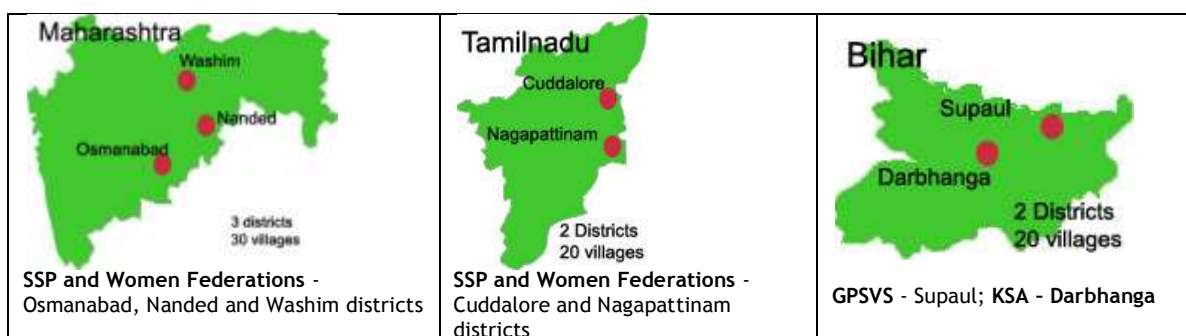 Maharashtra
Washim
Nanded
Osmanabad
3 districts
30 villages
SSP and Women Federations -
Osmanabad, Nanded and Washim districts
Tamilnadu
Cuddalore
Nagapattinam
2 Districts
20 villages
SSP and Women Federations -
Cuddalore and Nagapattinam
districts
Bihar
Supaul
Darbhanga
2 Districts
20 villages
GPSVS - Supaul; KSA - Darbhanga